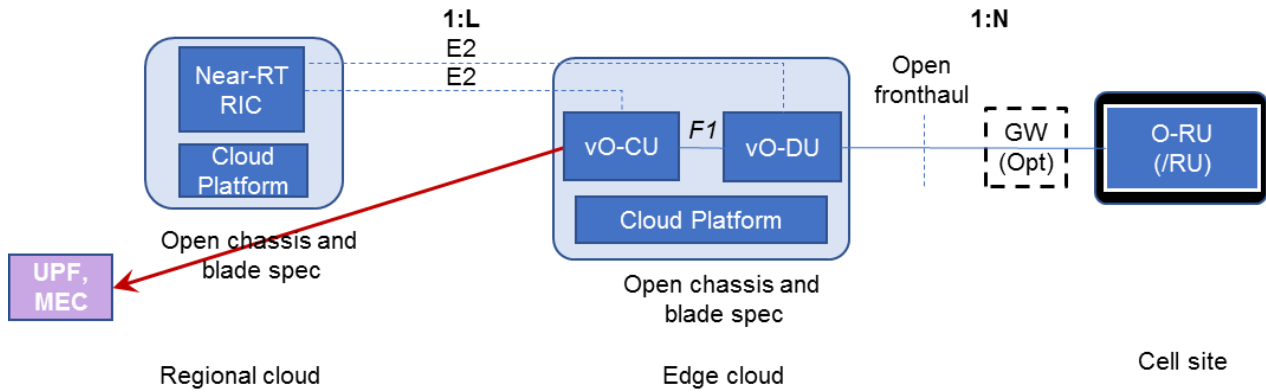 1:L
1:N
E2
E2
Near-RT
RIC
Cloud
Platform
Open chassis and
blade spec
UPF,
MEC
Regional cloud
vO-CU
F1
vO-DU
Cloud Platform
Open chassis and
blade spec
Edge cloud
Open
fronthaul
GW
(Opt)
O-RU
(/RU)
Cell site